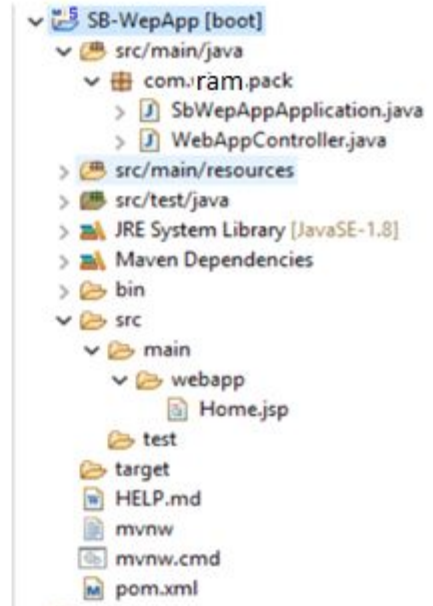 SB-WepApp [boot]
src/main/java
com.ram.pack
SbWepAppApplication.java
WebAppController.java
src/main/resources
src/test/java
JRE System Library [JavaSE-1.8]
Maven Dependencies
bin
src
main
webapp
Home.jsp
test
target
HELP.md
mvnw
mvnw.cmd
pom.xml